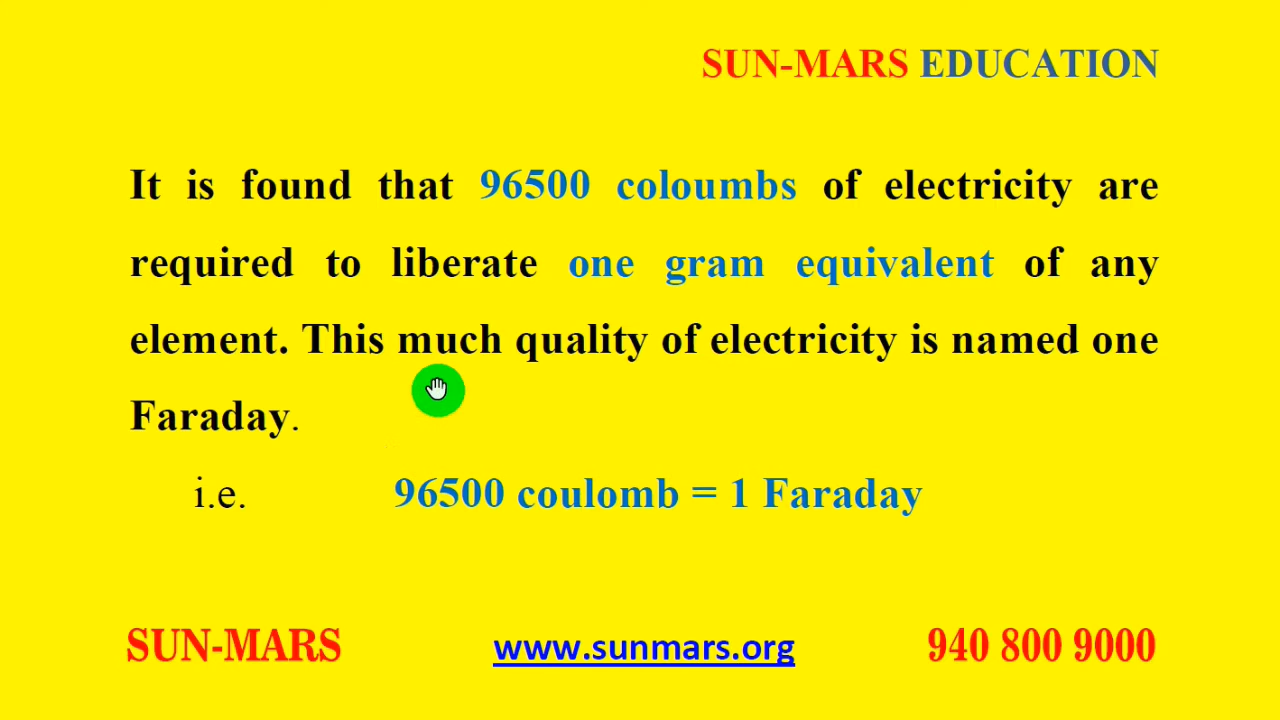 SUN-MARS EDUCATION
It is found that 96500 coloumbs of electricity are
required to liberate one gram equivalent of any
element. This much quality of electricity is named one
Faraday.
i.e. 96500 coulomb = 1 Faraday
SUN-MARS www.sunmars.org 940 800 9000